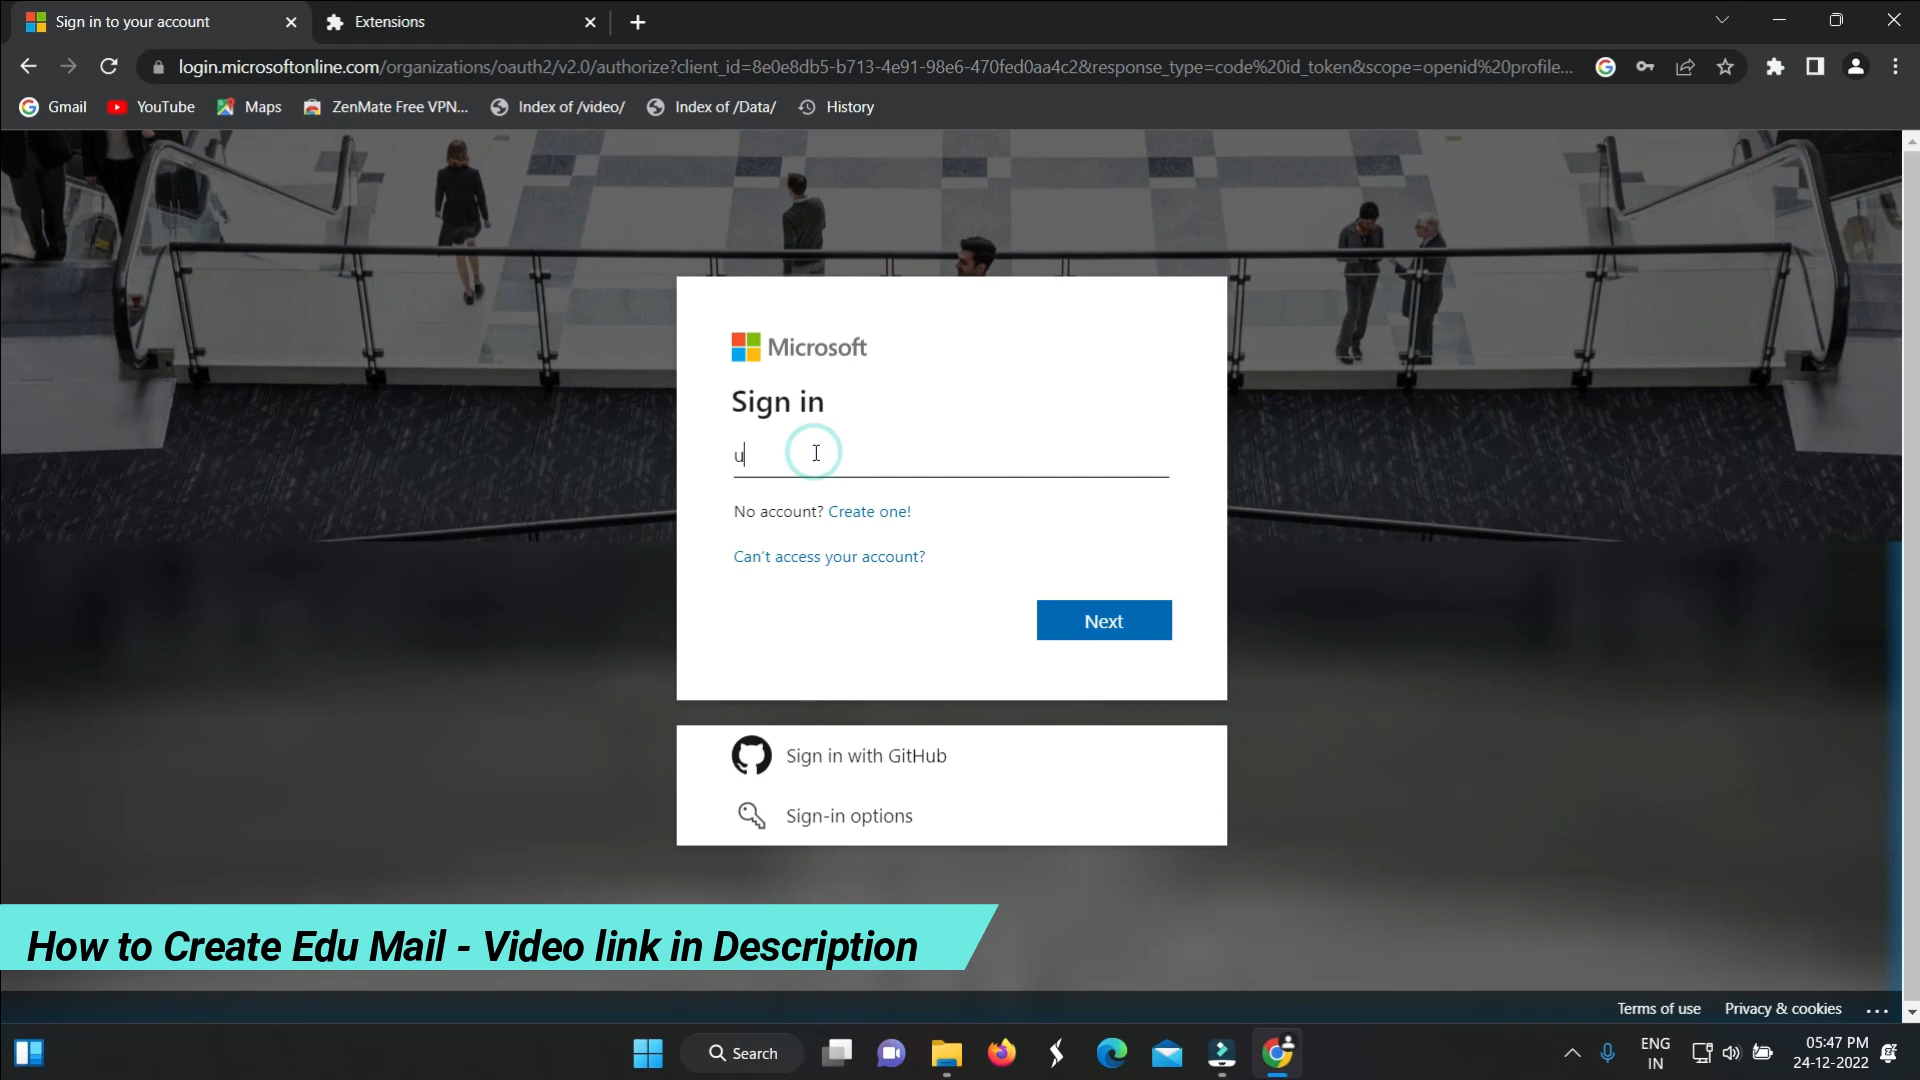 Sign in to your account
Extensions
login.microsoftonline.com/organizations/oauth2/v2.0/authorize?client_id=8e0e8db5-b713-4e91-98e6-470fed0aa4c2&response_type=code%20id_token&scope=openid%20profile...
Gmail
YouTube
Maps
ZenMate Free VPN...
Index of /video/
Index of /Data/
History
Microsoft
Sign in
u
No account? Create one!
Can't access your account?
Next
Sign in with GitHub
Sign-in options
How to Create Edu Mail - Video link in Description
Terms of use
Privacy & cookies
...
Search
ENG
IN
05:47 PM
24-12-2022